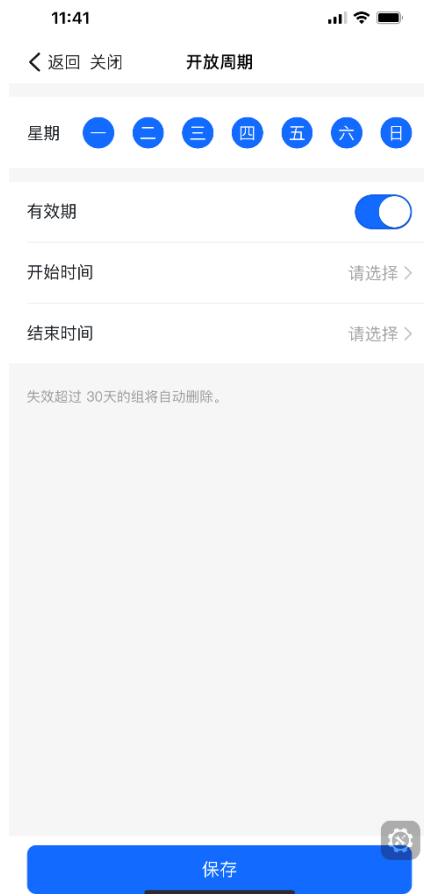 11:41
返回 关闭 开放周期
星期 一 二 三 四 五 六 日
有效期
开始时间 请选择
结束时间 请选择
失效超过 30天的组将自动删除。
保存